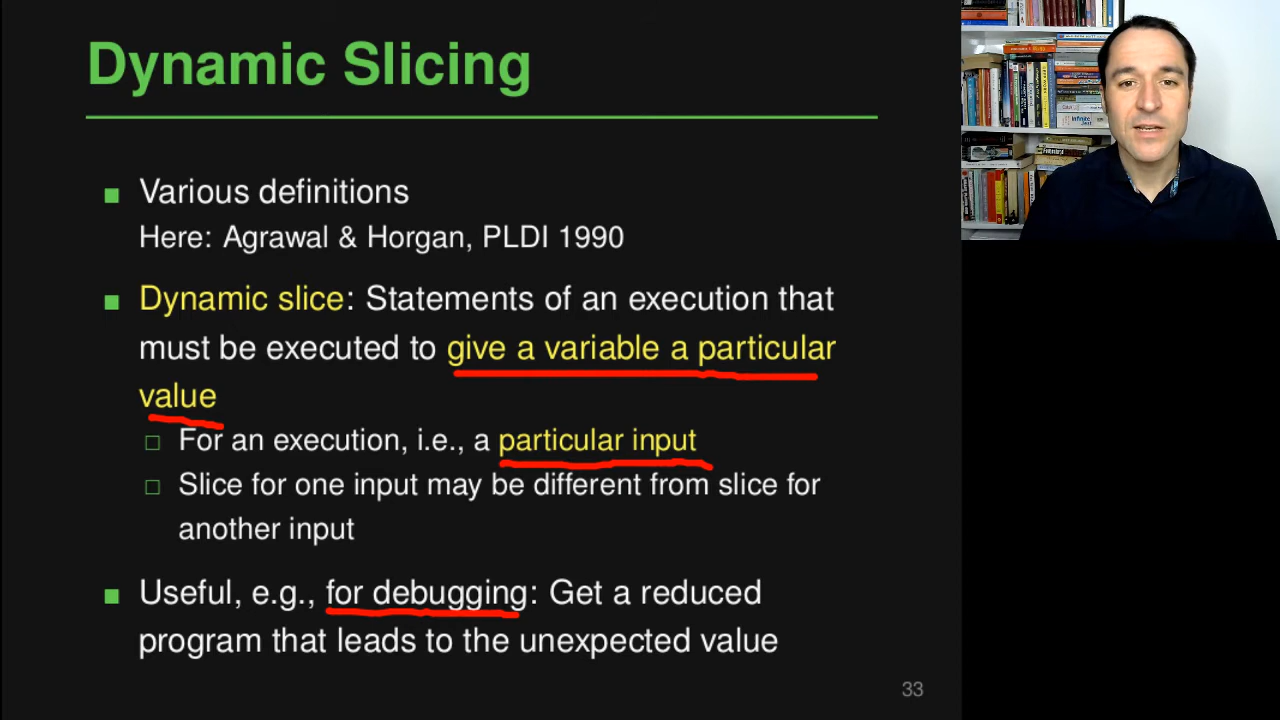 Dynamic Slicing
■ Various definitions
Here: Agrawal & Horgan, PLDI 1990
■ Dynamic slice: Statements of an execution that
must be executed to give a variable a particular
value
□ For an execution, i.e., a particular input
□ Slice for one input may be different from slice for
another input
■ Useful, e.g., for debugging: Get a reduced
program that leads to the unexpected value
33
Infinite Jest